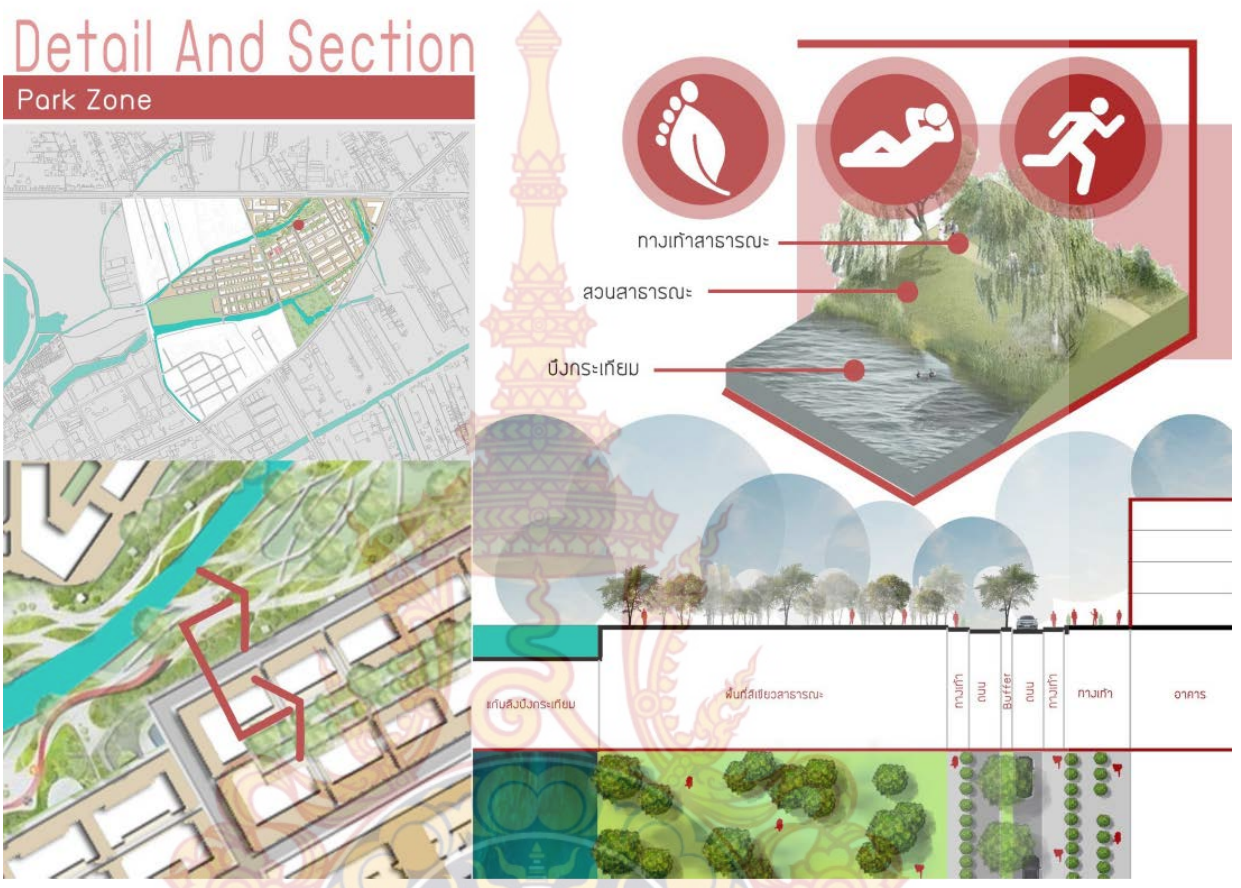 Detail And Section
Park Zone
ทางเท้าสาธารณะ
สวนสาธารณะ
บึงกระเทียม
แก้มลิงบึงกระเทียม
พื้นที่สีเขียวสาธารณะ
ทางเท้า
ถนน
Buffer
ถนน
ทางเท้า
ทางเท้า
อาคาร